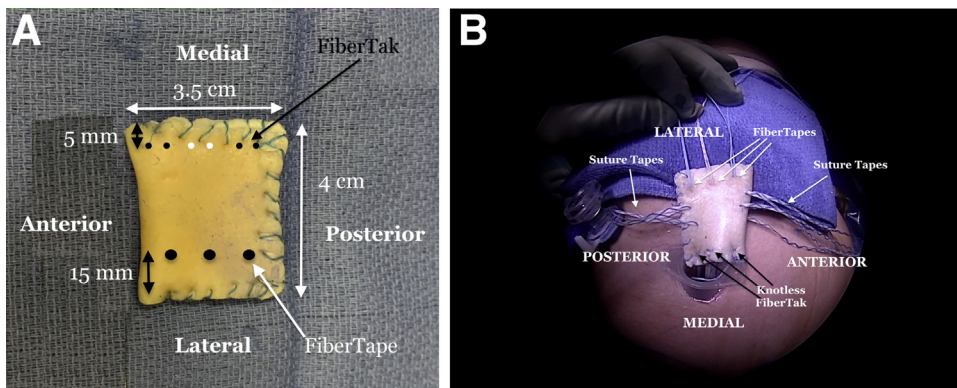 A
FiberTak
Medial
3.5 cm
5 mm
4 cm
Anterior
Posterior
15 mm
Lateral
FiberTape
B
LATERAL
FiberTapes
Suture Tapes
Suture Tapes
POSTERIOR
ANTERIOR
Knotless
FiberTak
MEDIAL